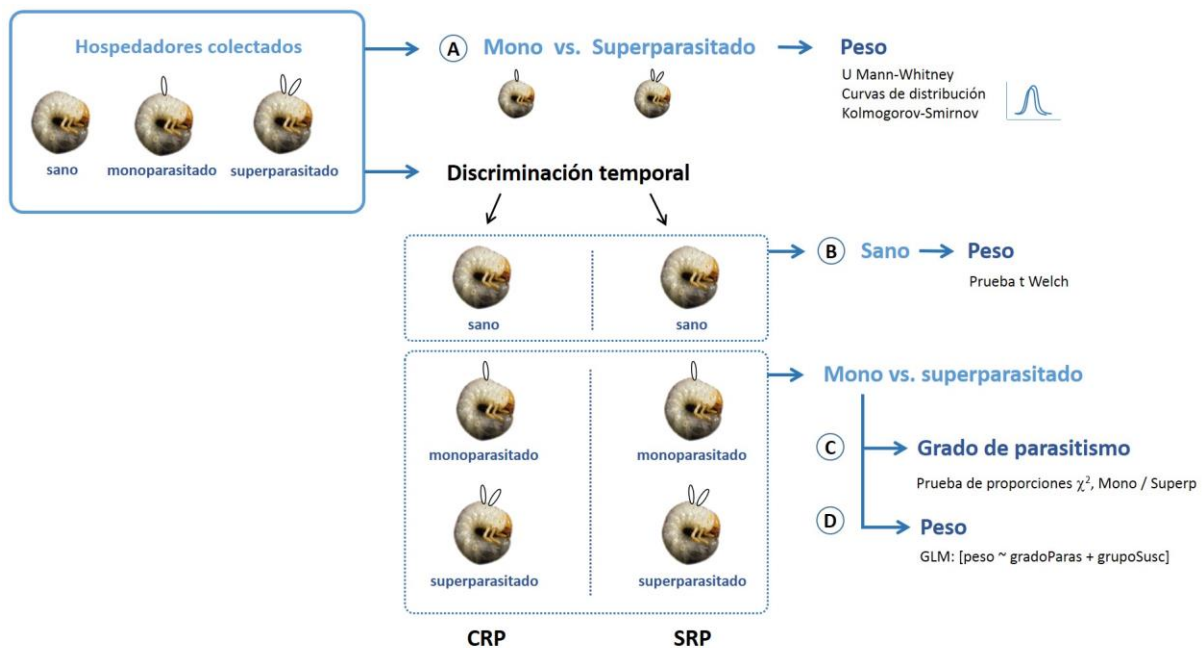 Hospedadores colectados
sano
monoparasitado
superparasitado
A Mono vs. Superparasitado
Peso
U Mann-Whitney
Curvas de distribución
Kolmogorov-Smirnov
Discriminación temporal
sano
sano
B Sano
Peso
Prueba t Welch
monoparasitado
monoparasitado
superparasitado
superparasitado
CRP
SRP
Mono vs. superparasitado
C Grado de parasitismo
Prueba de proporciones χ², Mono / Superp
D Peso
GLM: [peso ~ gradoParas + grupoSusc]